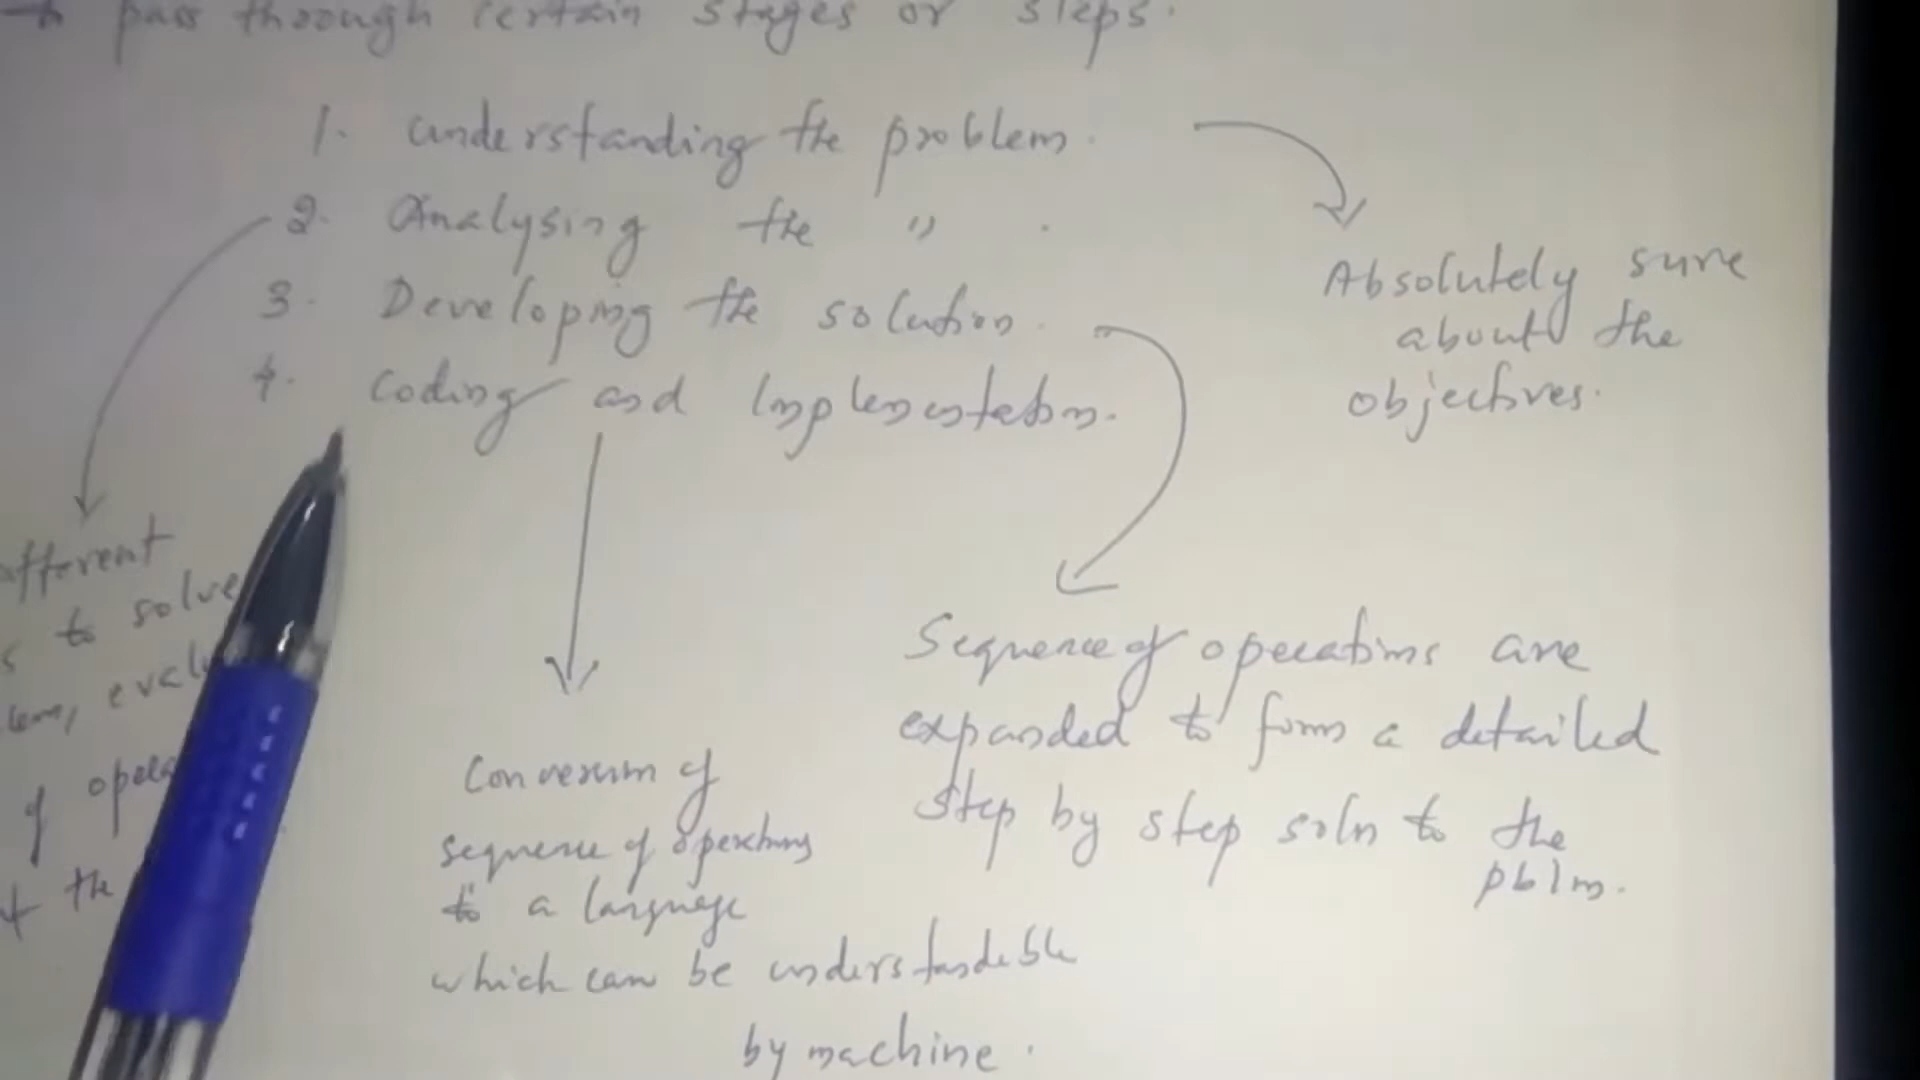 to pass through certain stages or steps.
1. understanding the problem.
2. Analysing the " .
3. Developing the solution.
4. Coding and Implementation.
Absolutely sure
about the
objectives.
to solve
the
Sequence of operations are
expanded to form a detailed
step by step soln to the
pblm.
Conversion of
sequence of operations
to a language
which can be understandable
by machine.